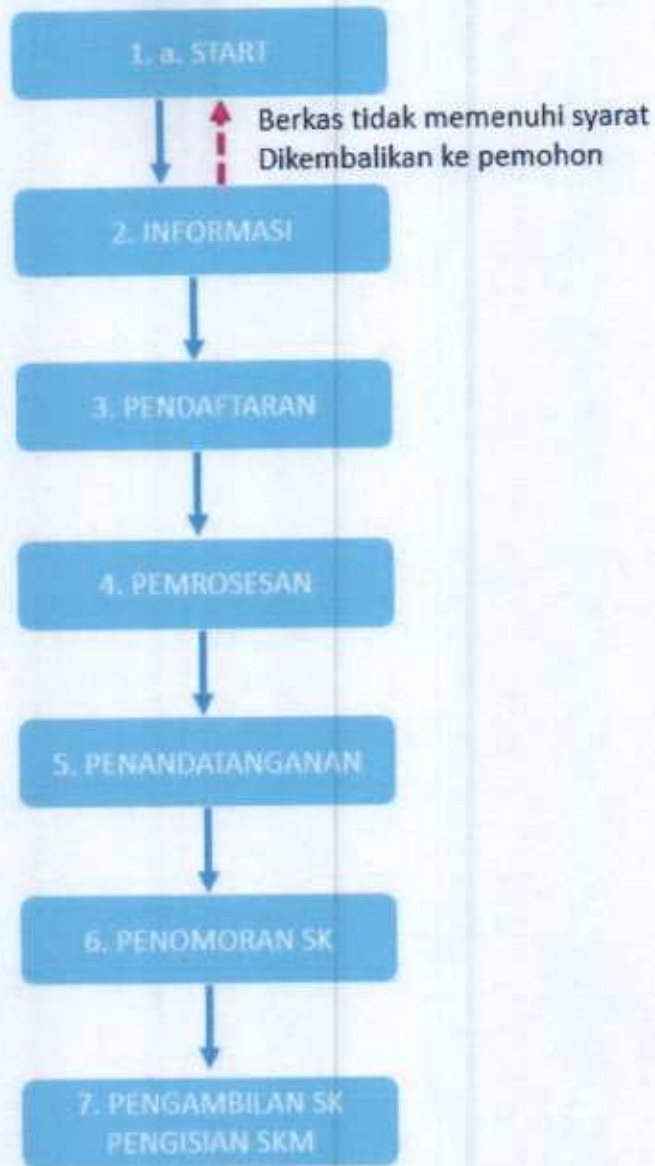 1. a. START
Berkas tidak memenuhi syarat
Dikembalikan ke pemohon
2. INFORMASI
3. PENDAFTARAN
4. PEMROSESAN
5. PENANDATANGANAN
6. PENOMORAN SK
7. PENGAMBILAN SK
PENGISIAN SKM